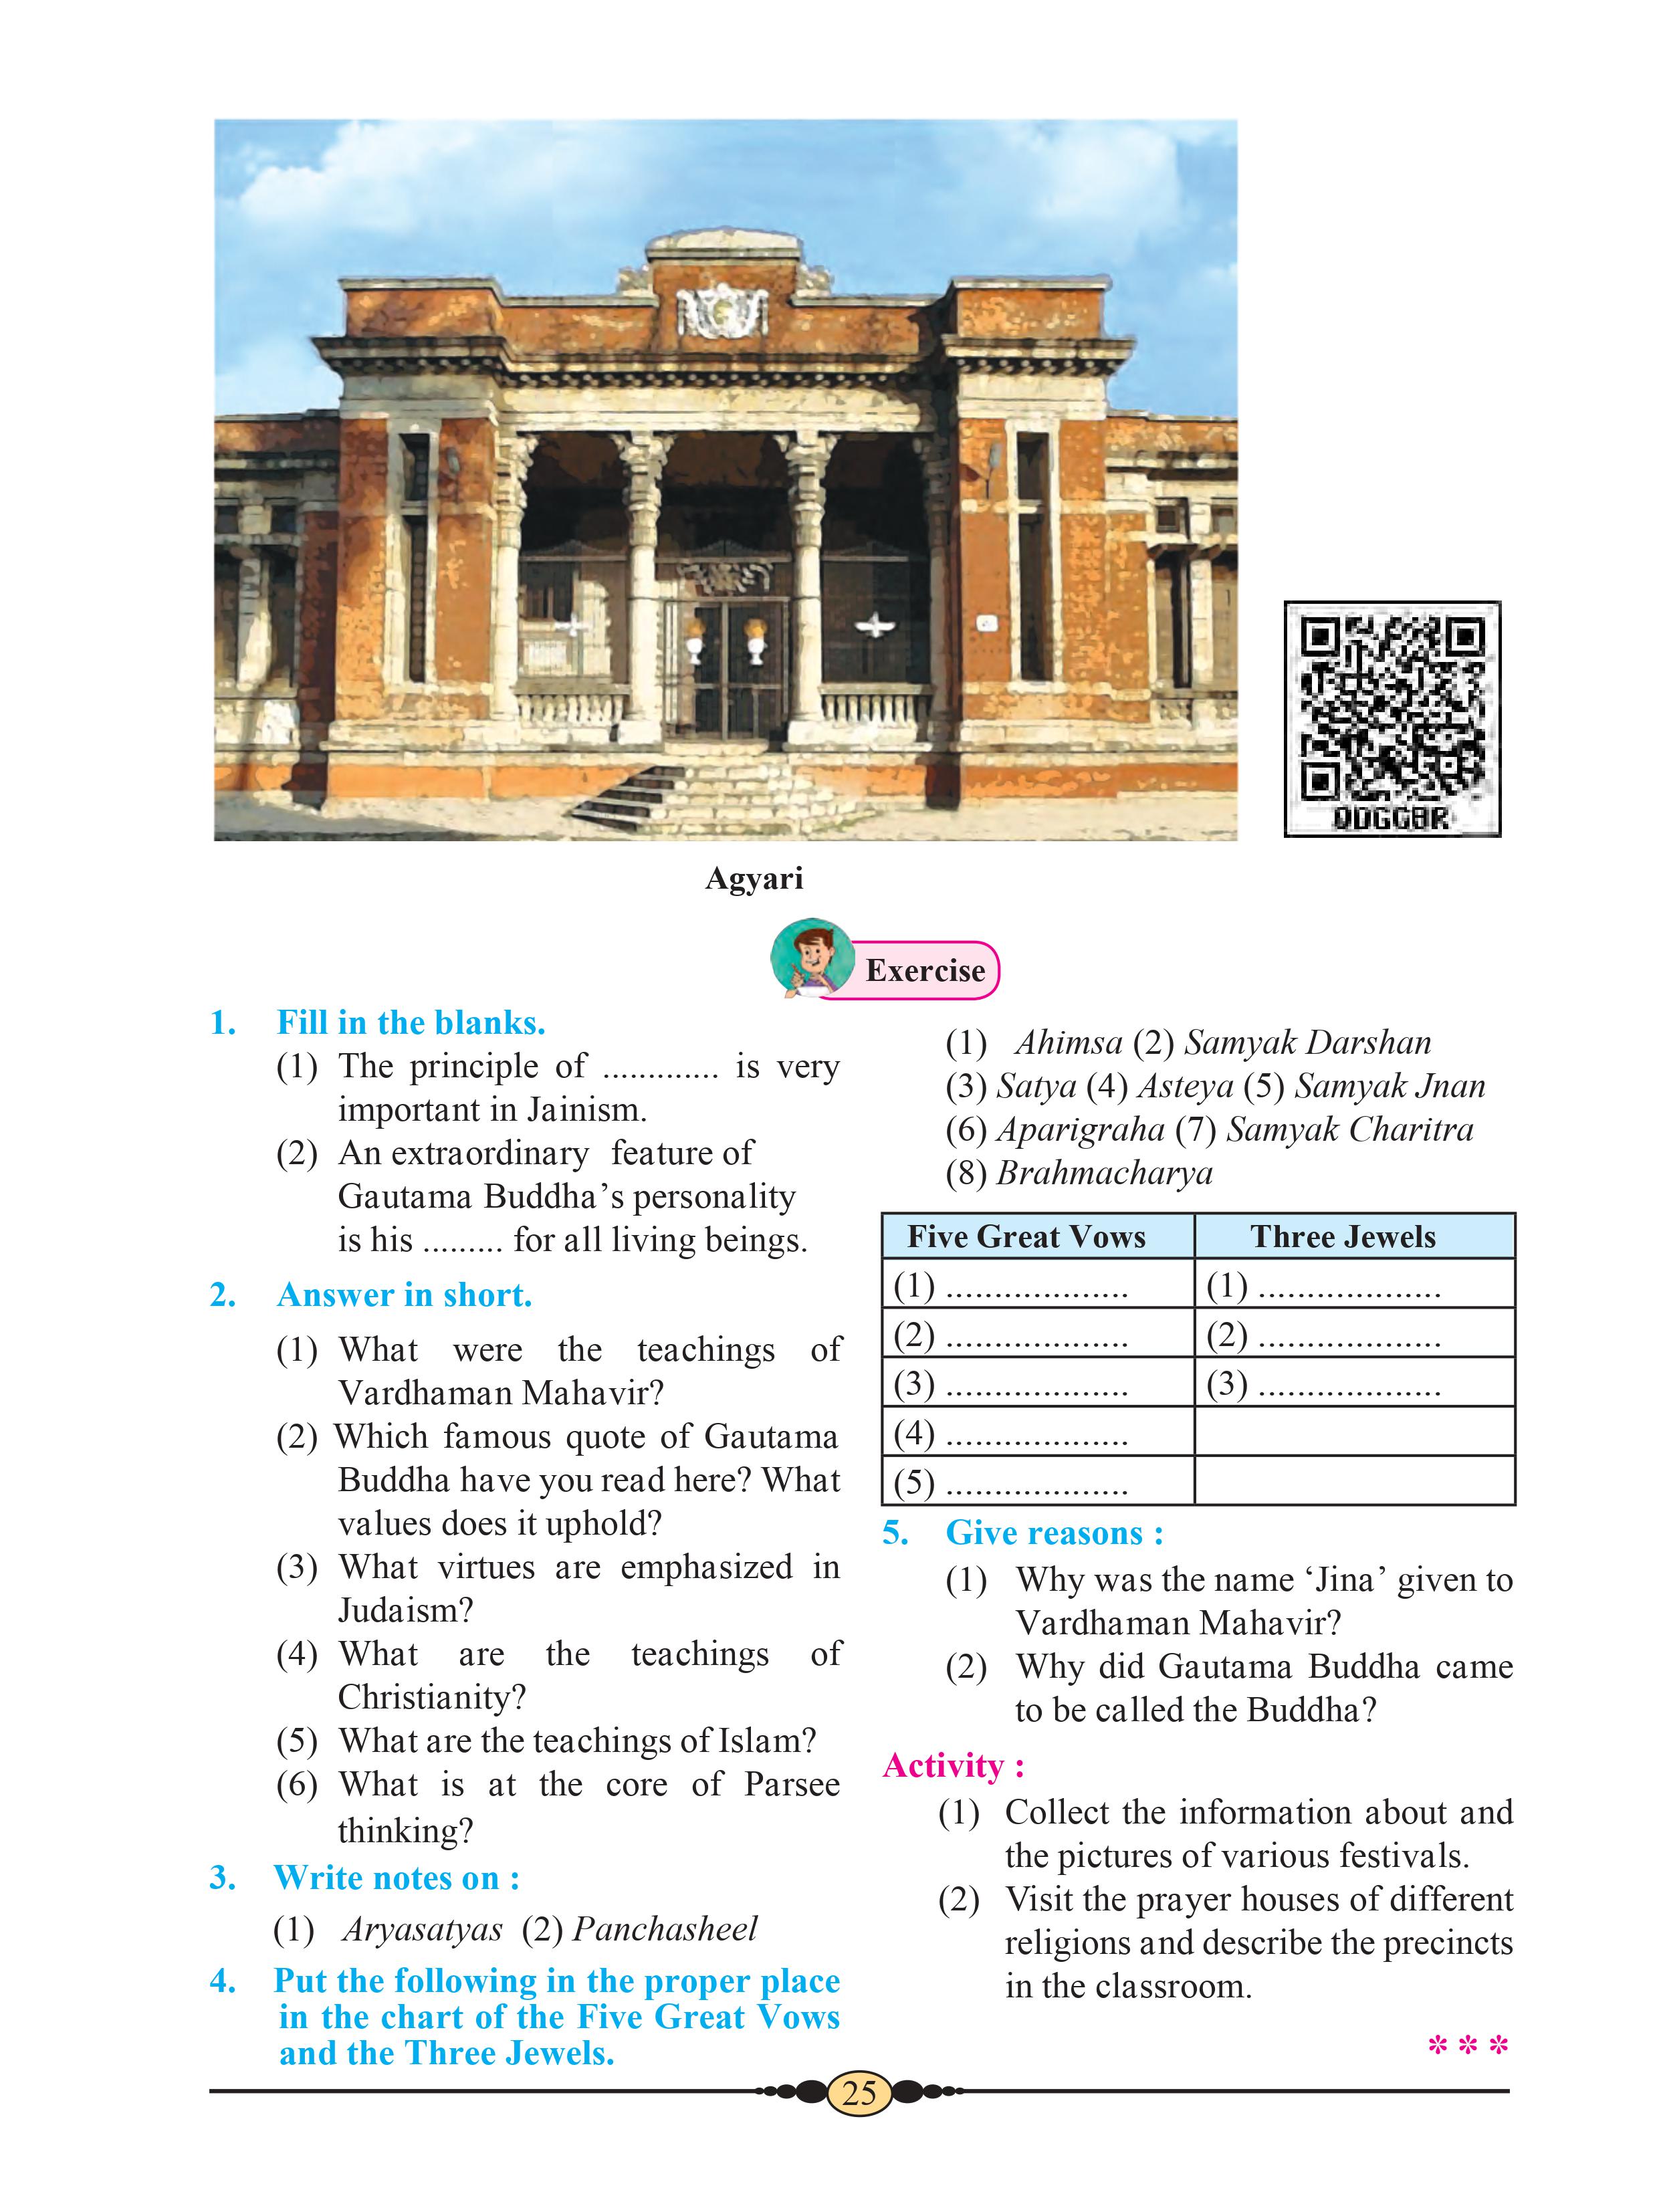 QDGG8R
Agyari
Exercise
1. Fill in the blanks.
(1) The principle of ............. is very
important in Jainism.
(2) An extraordinary feature of
Gautama Buddha's personality
is his ......... for all living beings.
2. Answer in short.
(1) What were the teachings of
Vardhaman Mahavir?
(2) Which famous quote of Gautama
Buddha have you read here? What
values does it uphold?
(3) What virtues are emphasized in
Judaism?
(4) What are the teachings of
Christianity?
(5) What are the teachings of Islam?
(6) What is at the core of Parsee
thinking?
3. Write notes on :
(1) Aryasatyas (2) Panchasheel
4. Put the following in the proper place
in the chart of the Five Great Vows
and the Three Jewels.
(1) Ahimsa (2) Samyak Darshan
(3) Satya (4) Asteya (5) Samyak Jnan
(6) Aparigraha (7) Samyak Charitra
(8) Brahmacharya
Five Great Vows Three Jewels
(1) ................... (1) ...................
(2) ................... (2) ...................
(3) ................... (3) ...................
(4) ...................
(5) ...................
5. Give reasons :
(1) Why was the name ‘Jina’ given to
Vardhaman Mahavir?
(2) Why did Gautama Buddha came
to be called the Buddha?
Activity :
(1) Collect the information about and
the pictures of various festivals.
(2) Visit the prayer houses of different
religions and describe the precincts
in the classroom.
***
25